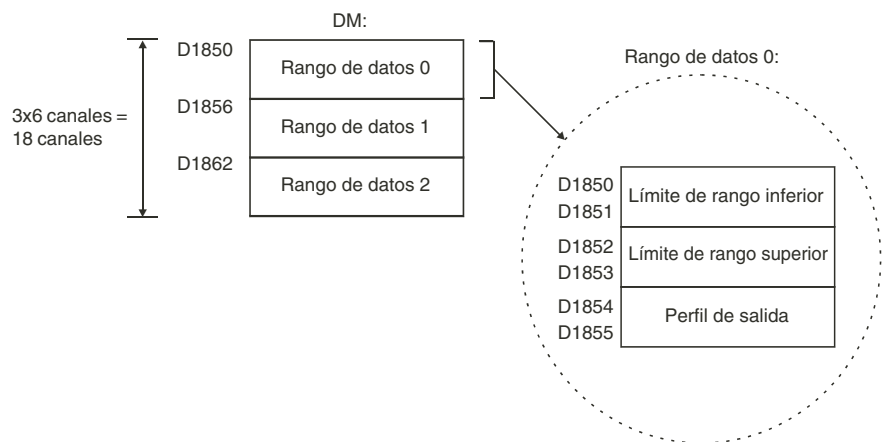 DM:
D1850
Rango de datos 0
D1856
Rango de datos 1
D1862
Rango de datos 2
3x6 canales =
18 canales
Rango de datos 0:
D1850
D1851
Límite de rango inferior
D1852
D1853
Límite de rango superior
D1854
D1855
Perfil de salida